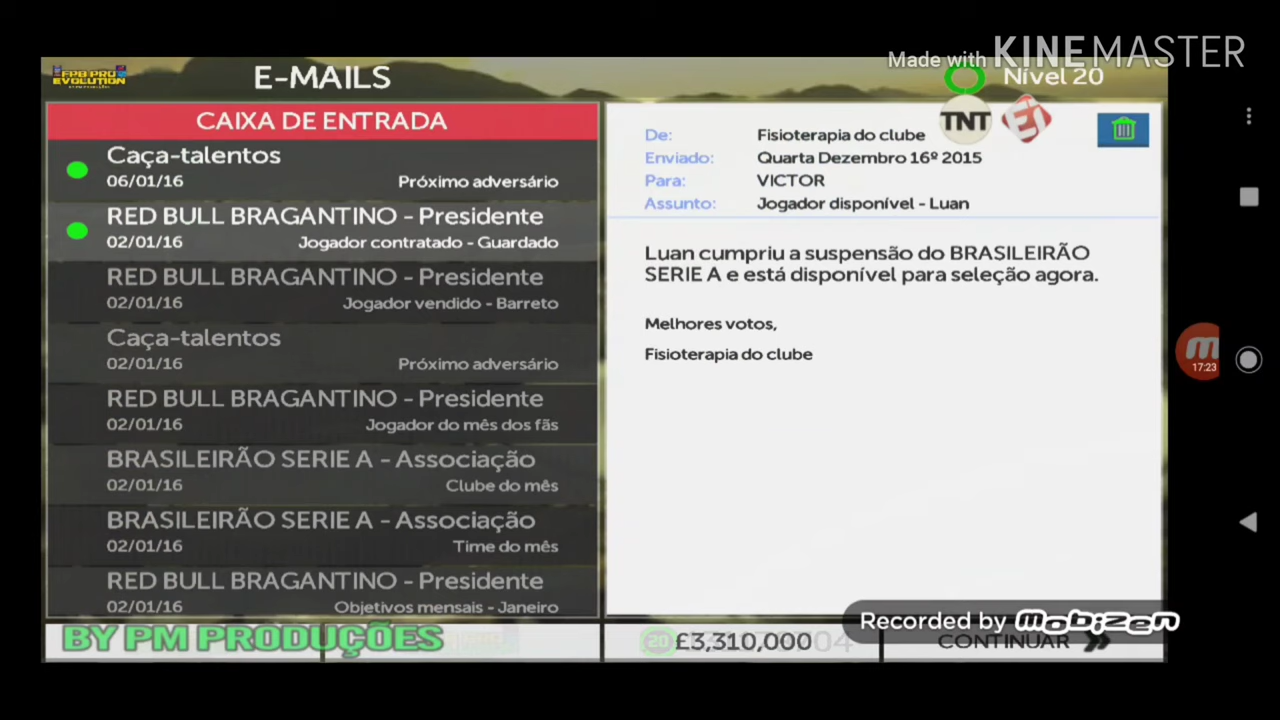 Made with KINEMASTER
FPB PRO
EVOLUTION
E-MAILS
Nível 20
CAIXA DE ENTRADA
Caça-talentos
06/01/16 Próximo adversário
RED BULL BRAGANTINO - Presidente
02/01/16 Jogador contratado - Guardado
RED BULL BRAGANTINO - Presidente
02/01/16 Jogador vendido - Barreto
Caça-talentos
02/01/16 Próximo adversário
RED BULL BRAGANTINO - Presidente
02/01/16 Jogador do mês dos fãs
BRASILEIRÃO SERIE A - Associação
02/01/16 Clube do mês
BRASILEIRÃO SERIE A - Associação
02/01/16 Time do mês
RED BULL BRAGANTINO - Presidente
02/01/16 Objetivos mensais - Janeiro
TNT EI
De: Fisioterapia do clube
Enviado: Quarta Dezembro 16º 2015
Para: VICTOR
Assunto: Jogador disponível - Luan
Luan cumpriu a suspensão do BRASILEIRÃO
SERIE A e está disponível para seleção agora.
Melhores votos,
Fisioterapia do clube
17:23
Recorded by mobizen
BY PM PRODUÇÕES
20 £3,310,000
CONTINUAR